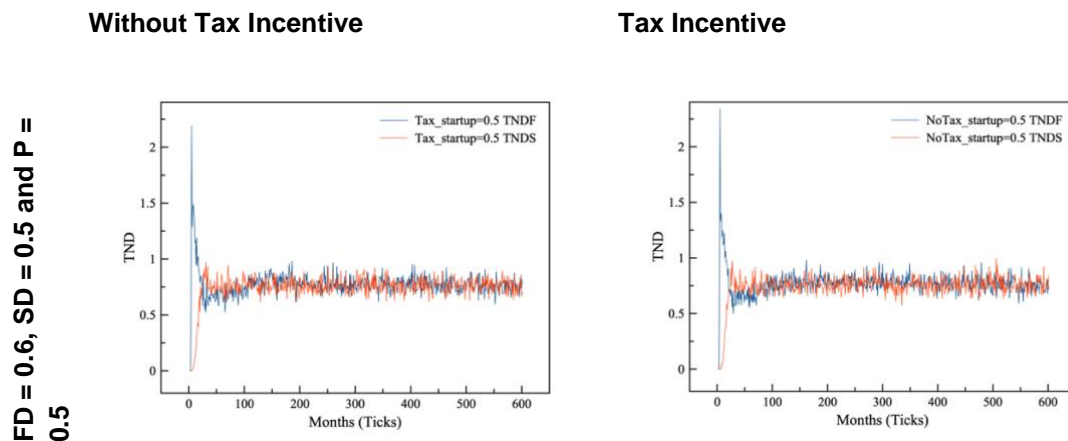 Without Tax Incentive
Tax Incentive
FD = 0.6, SD = 0.5 and P =
0.5
Tax_startup=0.5 TNDF
Tax_startup=0.5 TNDS
TND
2
1.5
1
0.5
0
0 100 200 300 400 500 600
Months (Ticks)
NoTax_startup=0.5 TNDF
NoTax_startup=0.5 TNDS
TND
2
1.5
1
0.5
0
0 100 200 300 400 500 600
Months (Ticks)